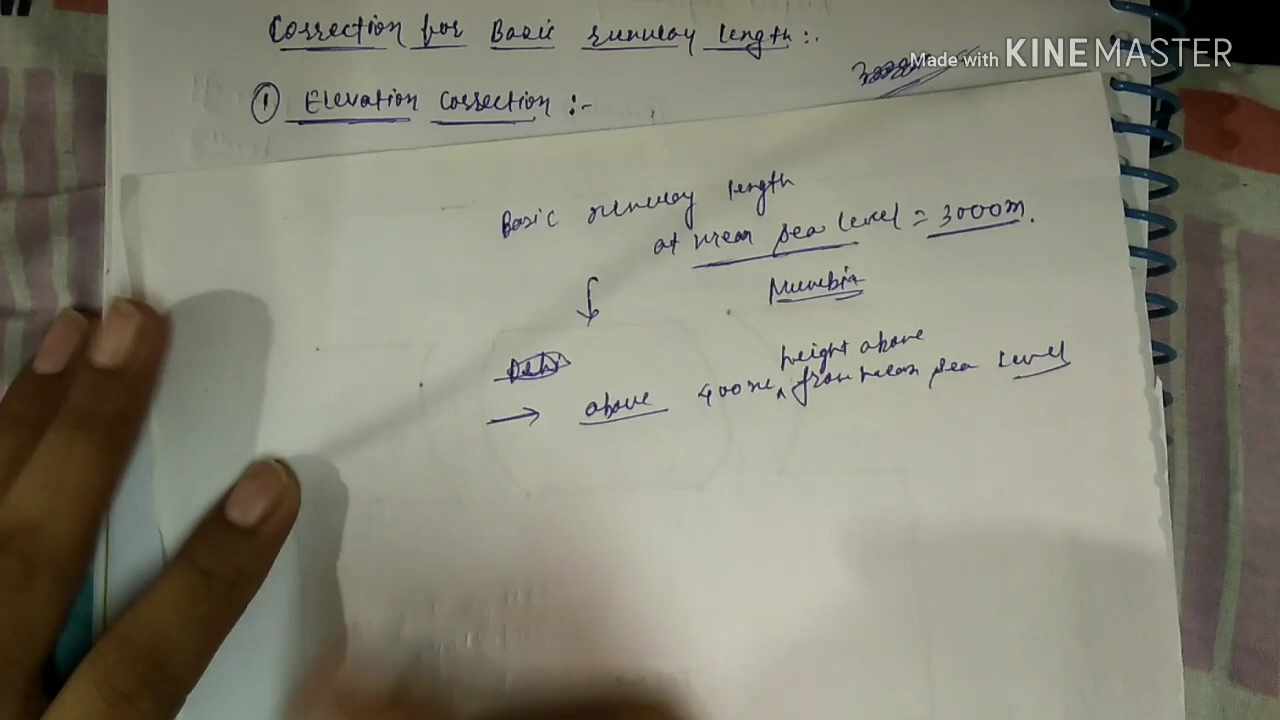 Correction for Basic runway length :-
Made with KINEMASTER
① Elevation Correction :-
Basic runway length
at mean sea level = 3000m.
Mumbai
height above
→ above 400m ^ from mean sea level